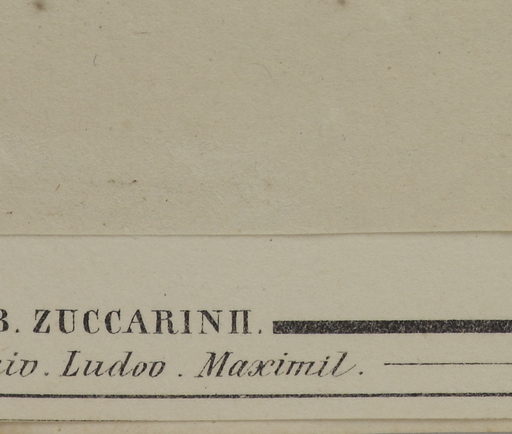 B. ZUCCARINII.
iv. Ludov. Maximil.